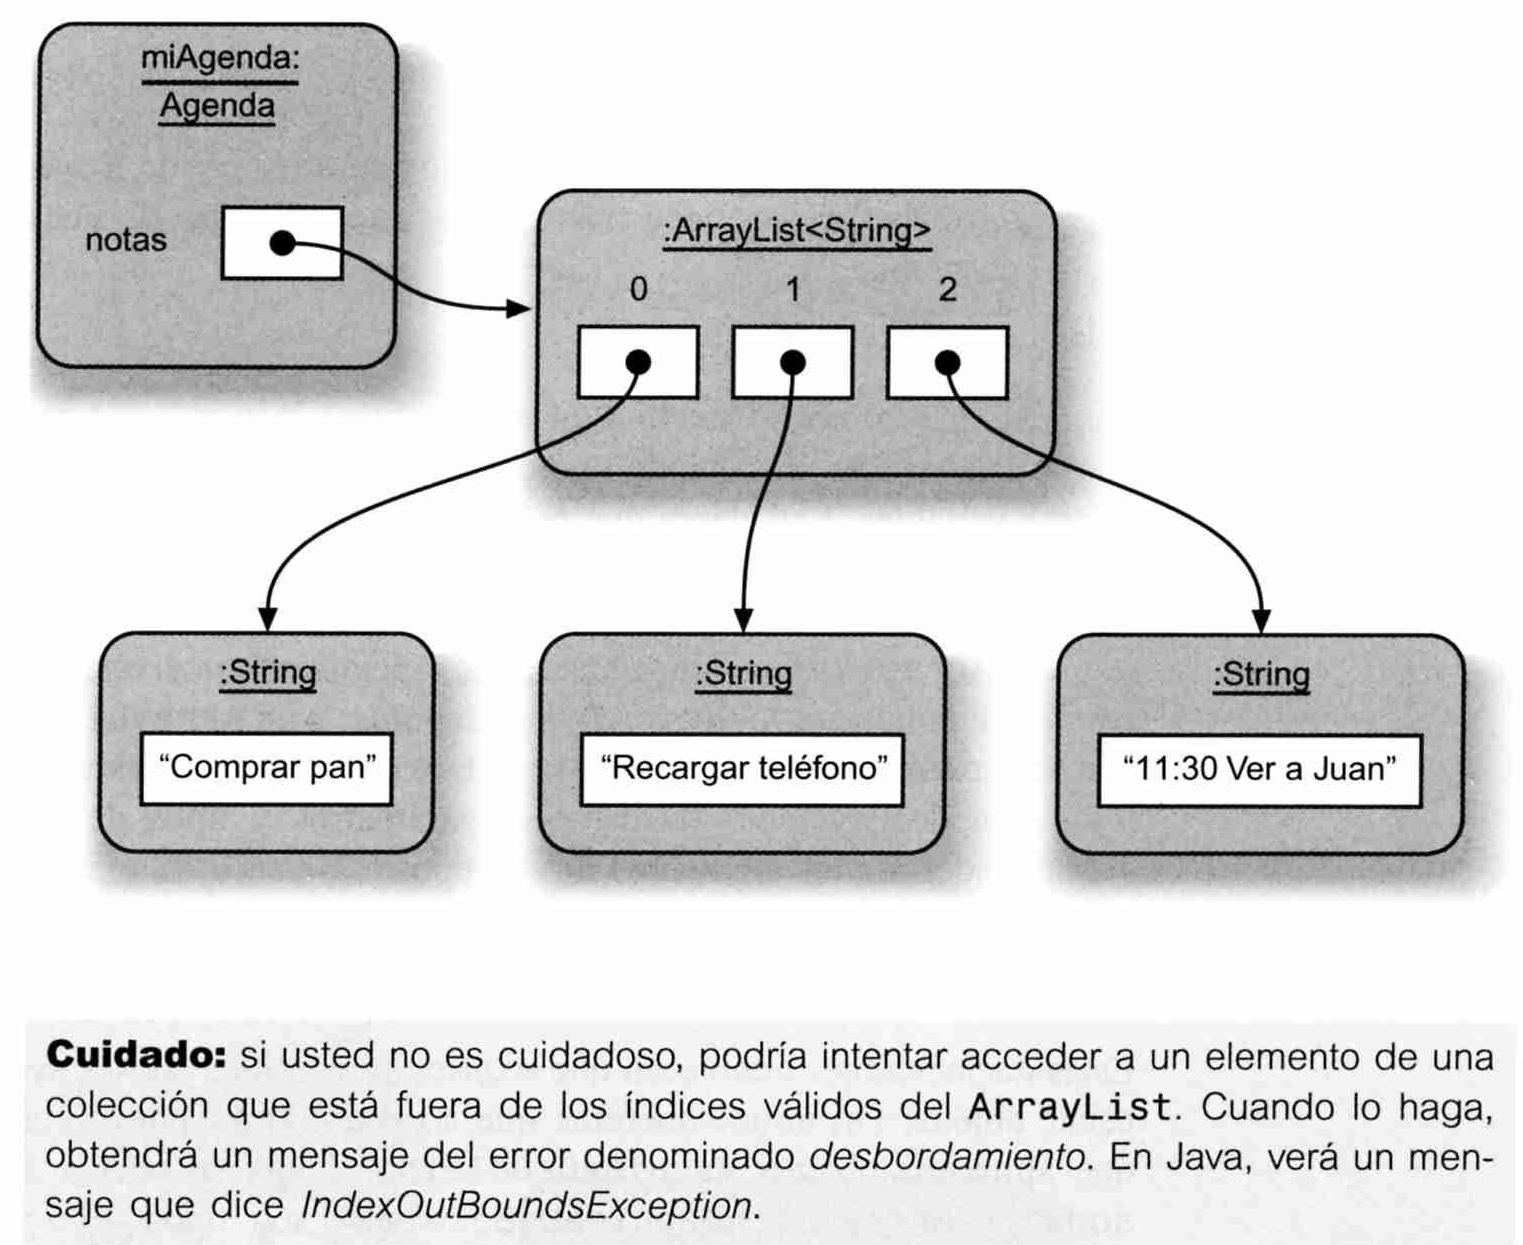 miAgenda:
Agenda
notas
:ArrayList<String>
0 1 2
:String
“Comprar pan”
:String
“Recargar teléfono”
:String
“11:30 Ver a Juan”
Cuidado: si usted no es cuidadoso, podría intentar acceder a un elemento de una
colección que está fuera de los índices válidos del ArrayList. Cuando lo haga,
obtendrá un mensaje del error denominado desbordamiento. En Java, verá un men-
saje que dice IndexOutBoundsException.